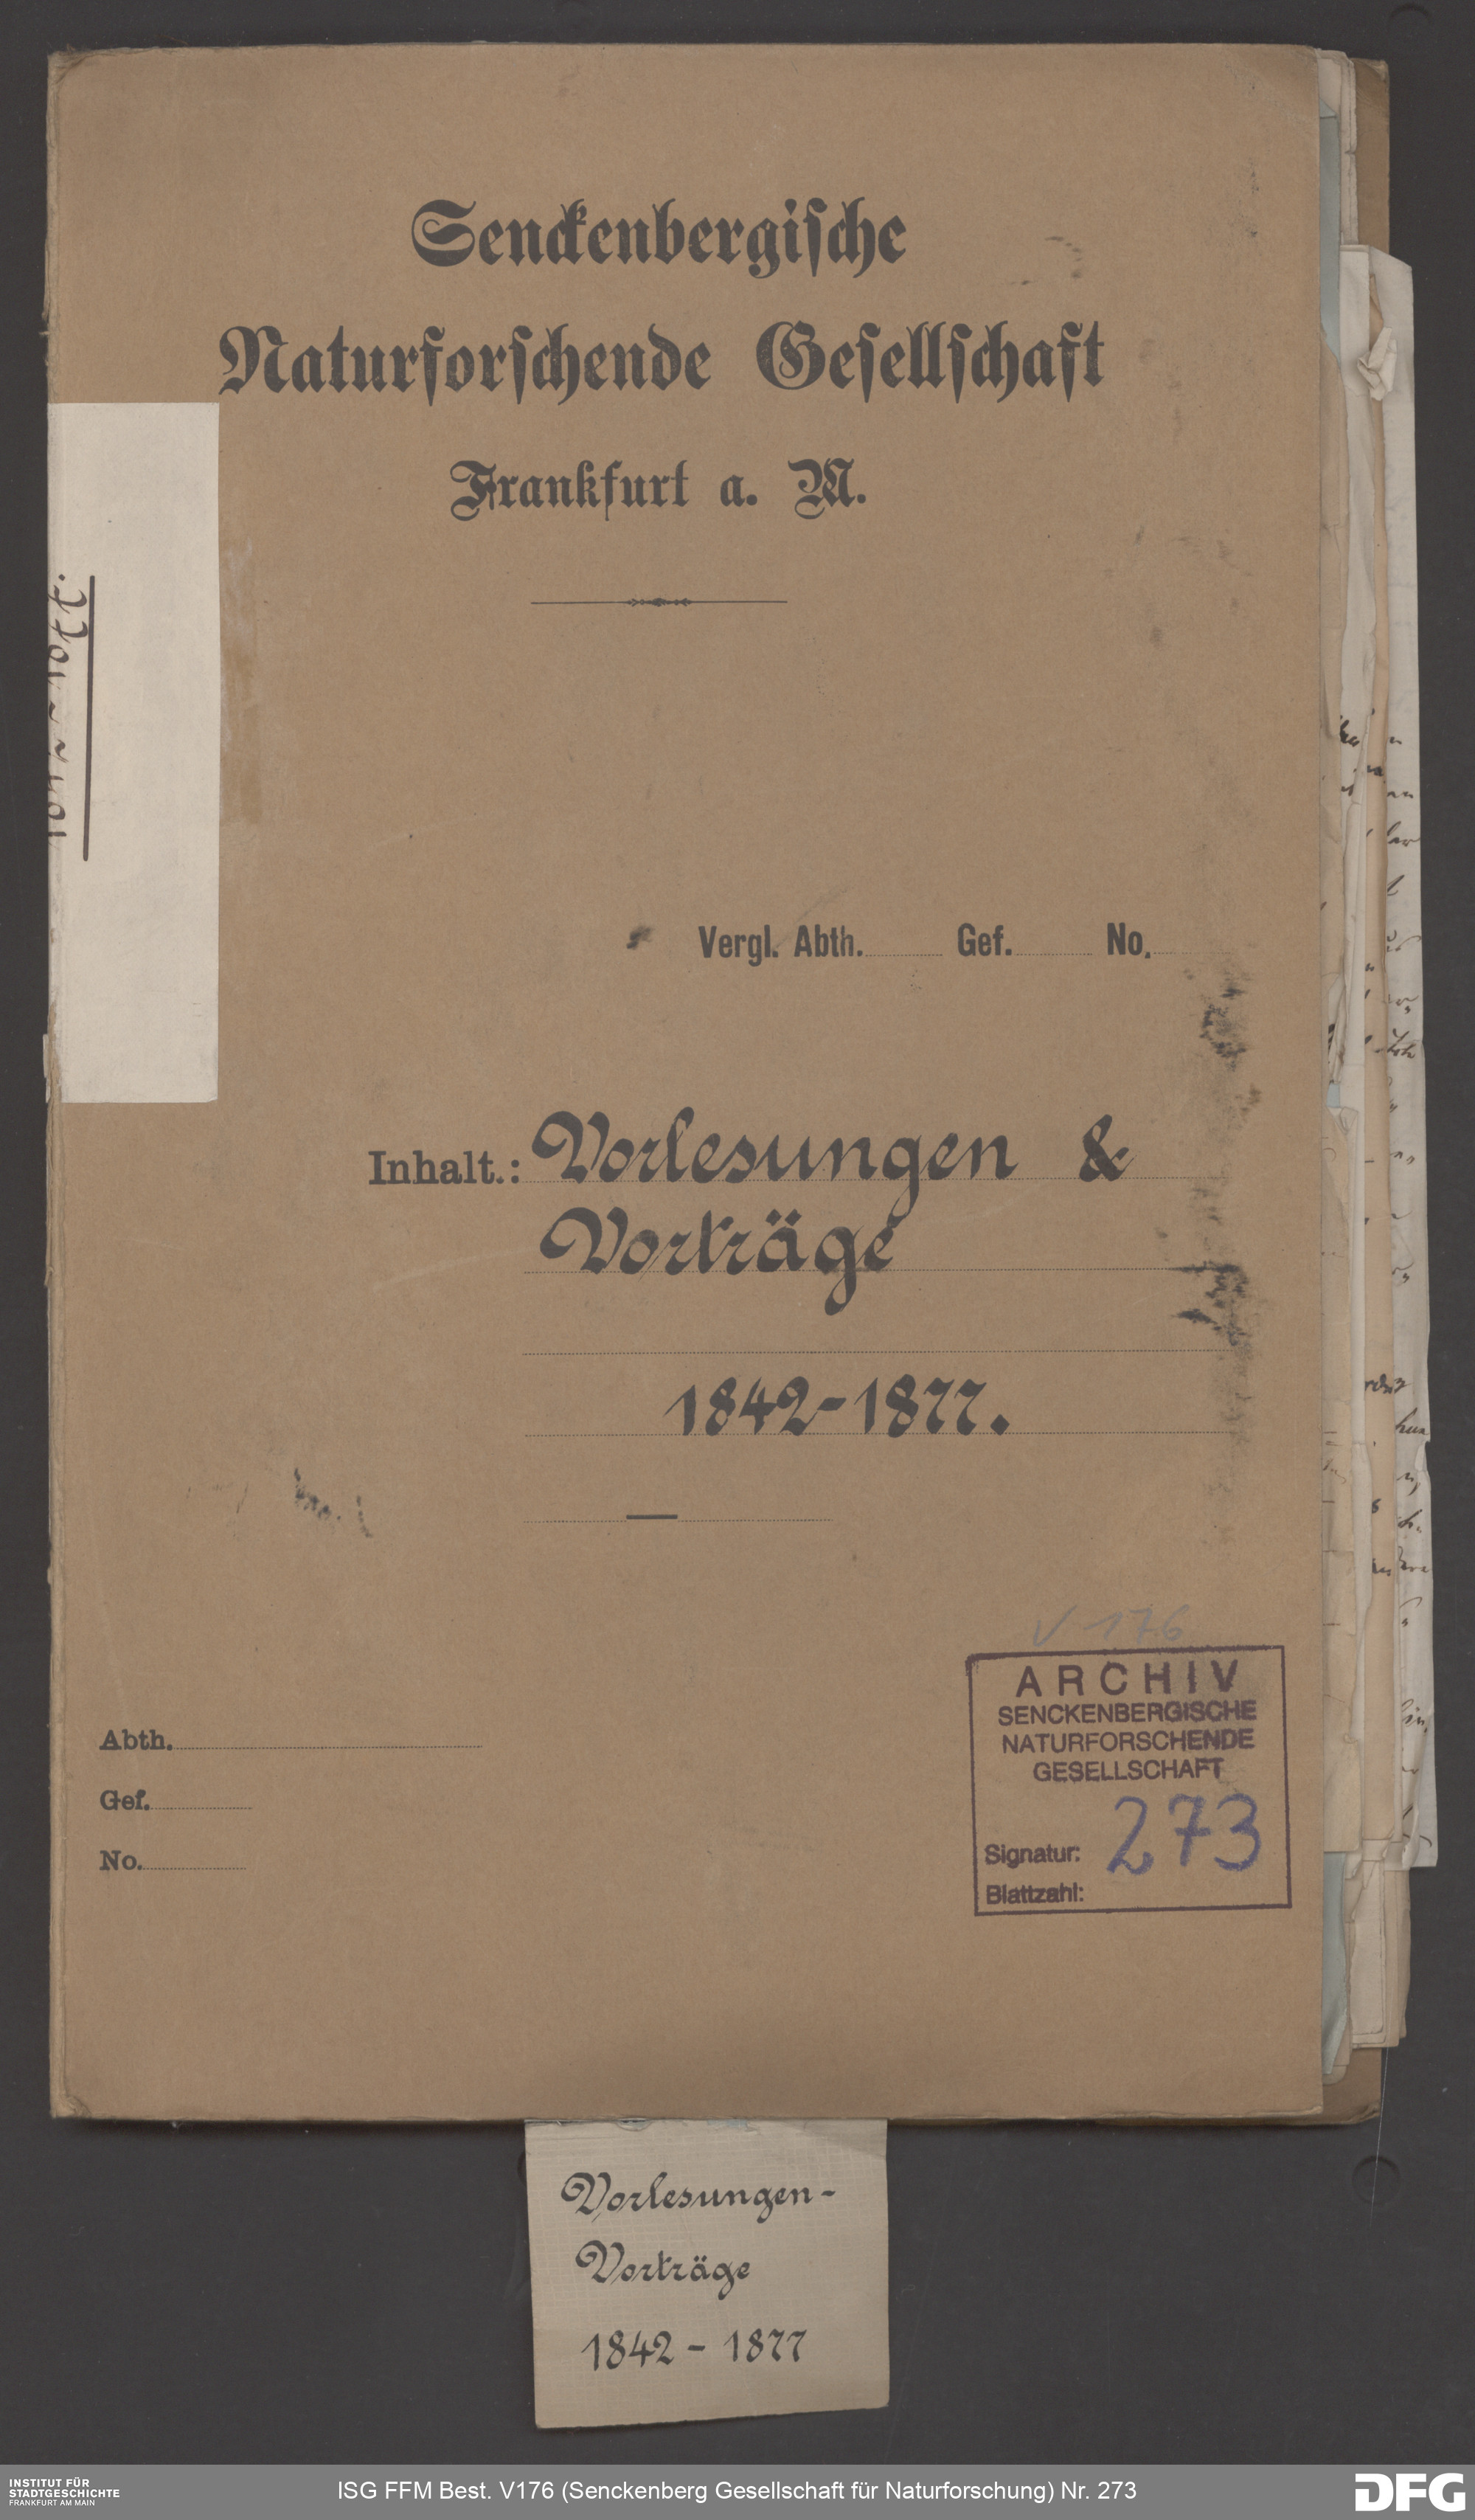 Senckenbergische
Naturforschende Gesellschaft
Frankfurt a. M.
Vergl. Abth. Gef. No.
Inhalt.: Vorlesungen &
Vorträge
1842-1877.
V 176
ARCHIV
SENCKENBERGISCHE
NATURFORSCHENDE
GESELLSCHAFT
Signatur: 273
Blattzahl:
Abth.
Gef.
No.
Vorlesungen-
Vorträge
1842 - 1877
INSTITUT FÜR
STADTGESCHICHTE
FRANKFURT AM MAIN
ISG FFM Best. V176 (Senckenberg Gesellschaft für Naturforschung) Nr. 273
DFG